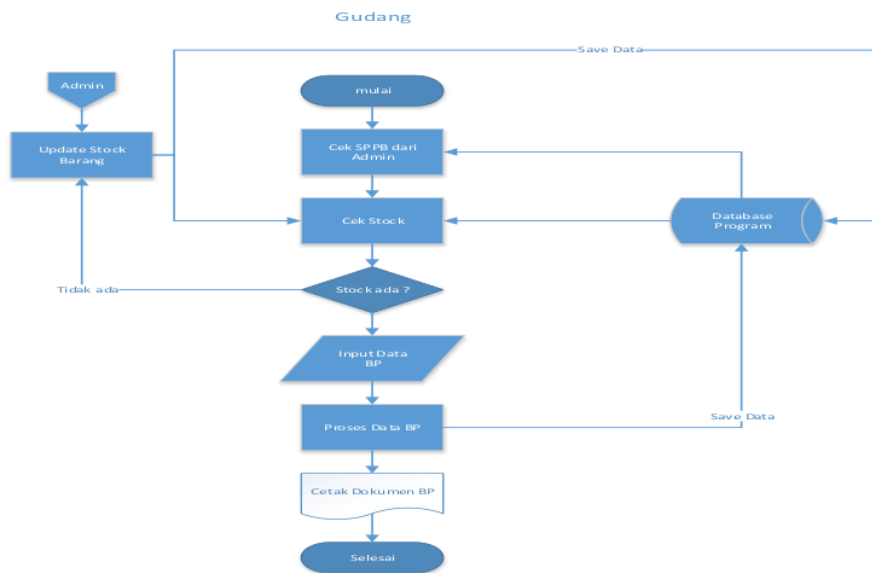 Gudang
Save Data
Admin
mulai
Update Stock
Barang
Cek SPPB dari
Admin
Cek Stock
Database
Program
Tidak ada
Stock ada ?
Input Data
BP
Save Data
Proses Data BP
Cetak Dokumen BP
Selesai